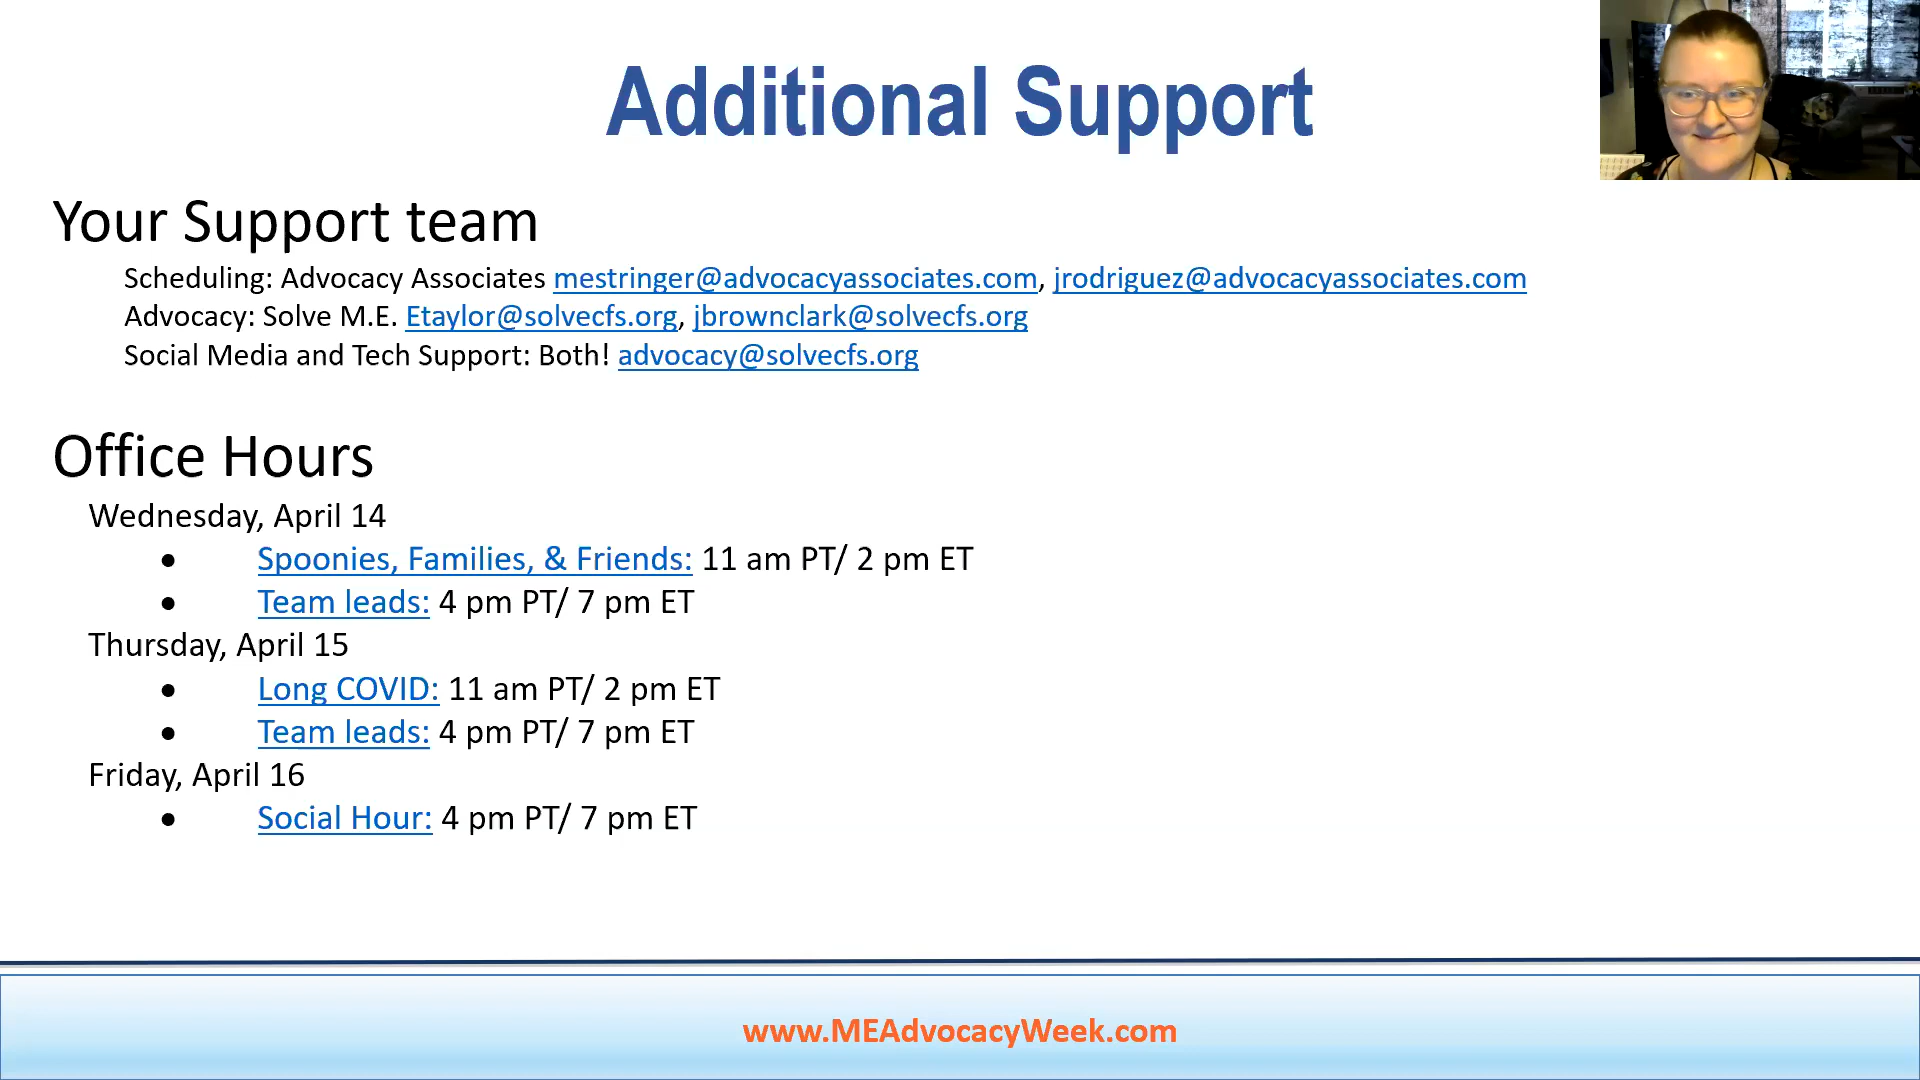 Additional Support
Your Support team
Scheduling: Advocacy Associates mestringer@advocacyassociates.com, jrodriguez@advocacyassociates.com
Advocacy: Solve M.E. Etaylor@solvecfs.org, jbrownclark@solvecfs.org
Social Media and Tech Support: Both! advocacy@solvecfs.org
Office Hours
Wednesday, April 14
• Spoonies, Families, & Friends: 11 am PT/ 2 pm ET
• Team leads: 4 pm PT/ 7 pm ET
Thursday, April 15
• Long COVID: 11 am PT/ 2 pm ET
• Team leads: 4 pm PT/ 7 pm ET
Friday, April 16
• Social Hour: 4 pm PT/ 7 pm ET
www.MEAdvocacyWeek.com